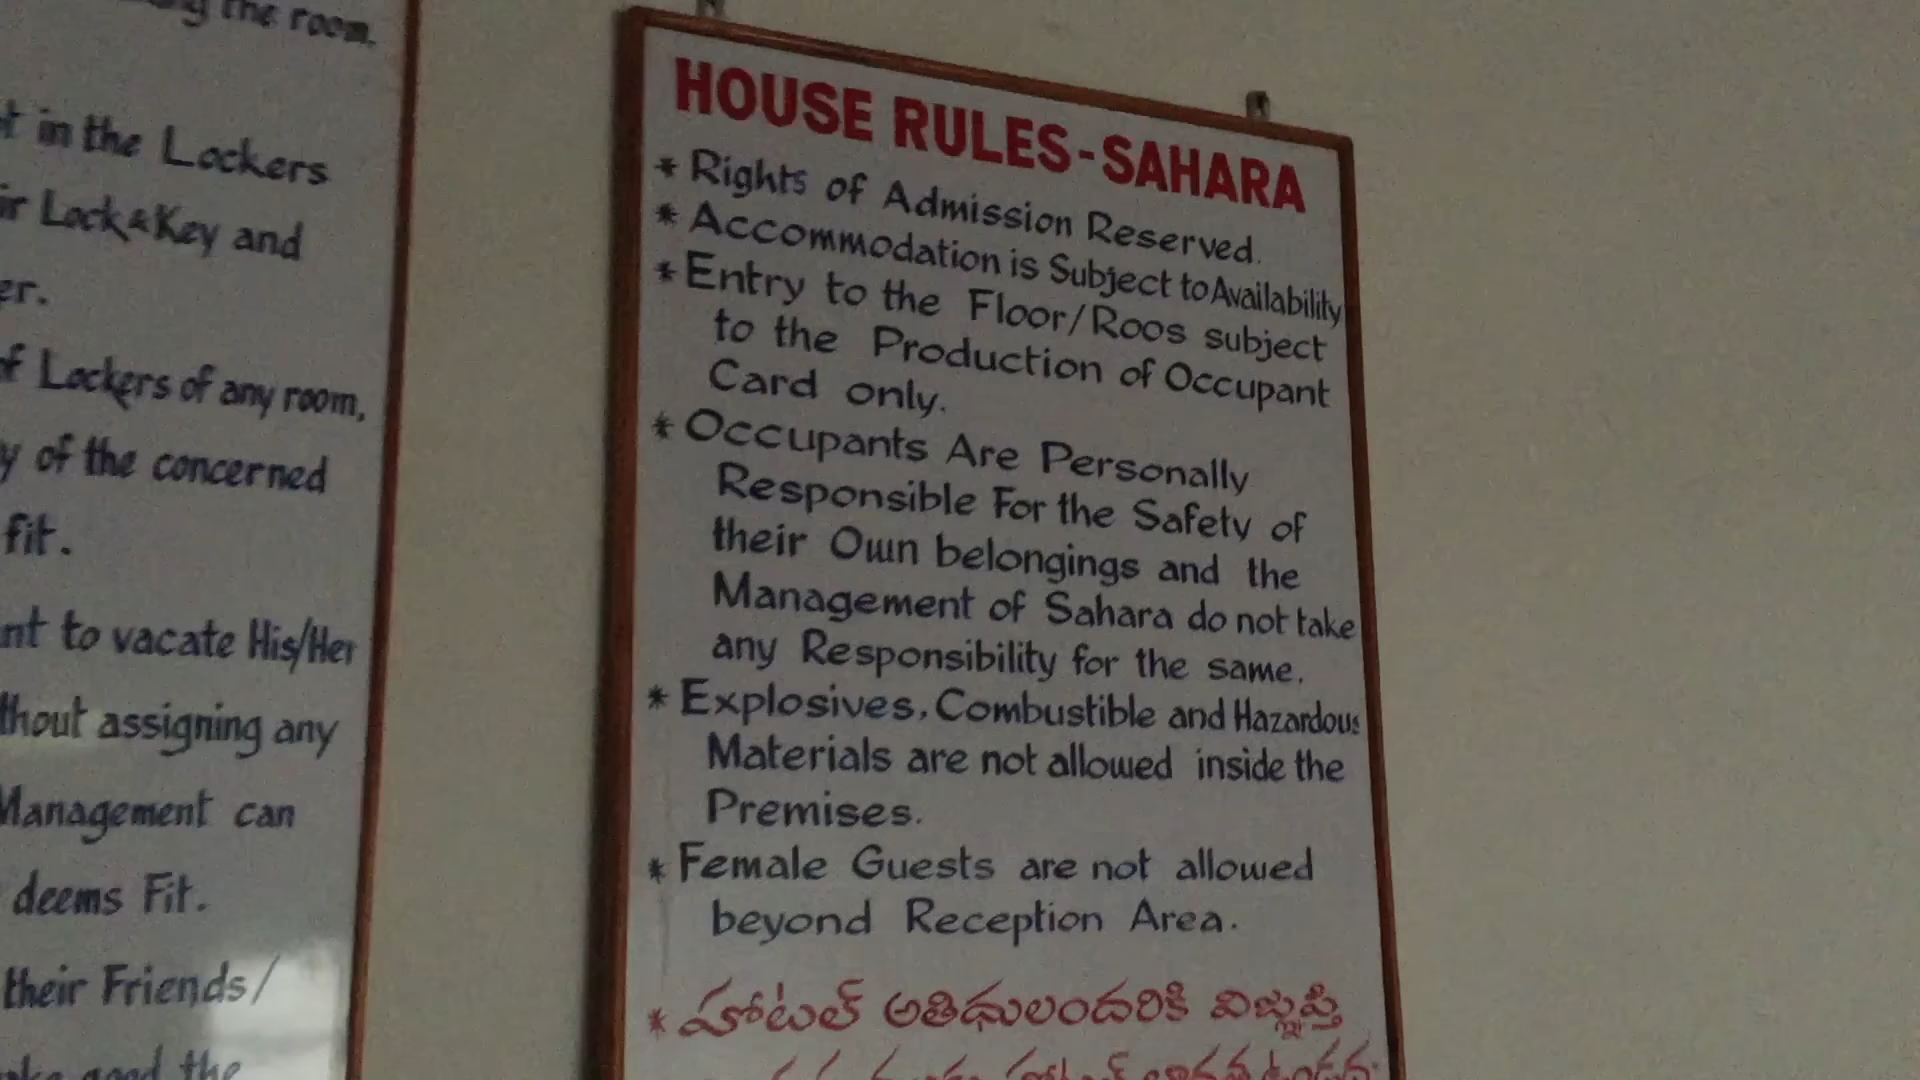 the room.
in the Lockers
Lock & Key and
er.
of Lockers of any room,
y of the concerned
fit.
nt to vacate His/Her
thout assigning any
Management can
deems Fit.
their Friends/
good the
HOUSE RULES - SAHARA
* Rights of Admission Reserved.
* Accommodation is Subject to Availability
* Entry to the Floor/Roos subject
to the Production of Occupant
Card only.
* Occupants Are Personally
Responsible For the Safety of
their Own belongings and the
Management of Sahara do not take
any Responsibility for the same.
* Explosives, Combustible and Hazardous
Materials are not allowed inside the
Premises.
* Female Guests are not allowed
beyond Reception Area.
* హోటల్ అతిధులందరికి విజ్ఞప్తి